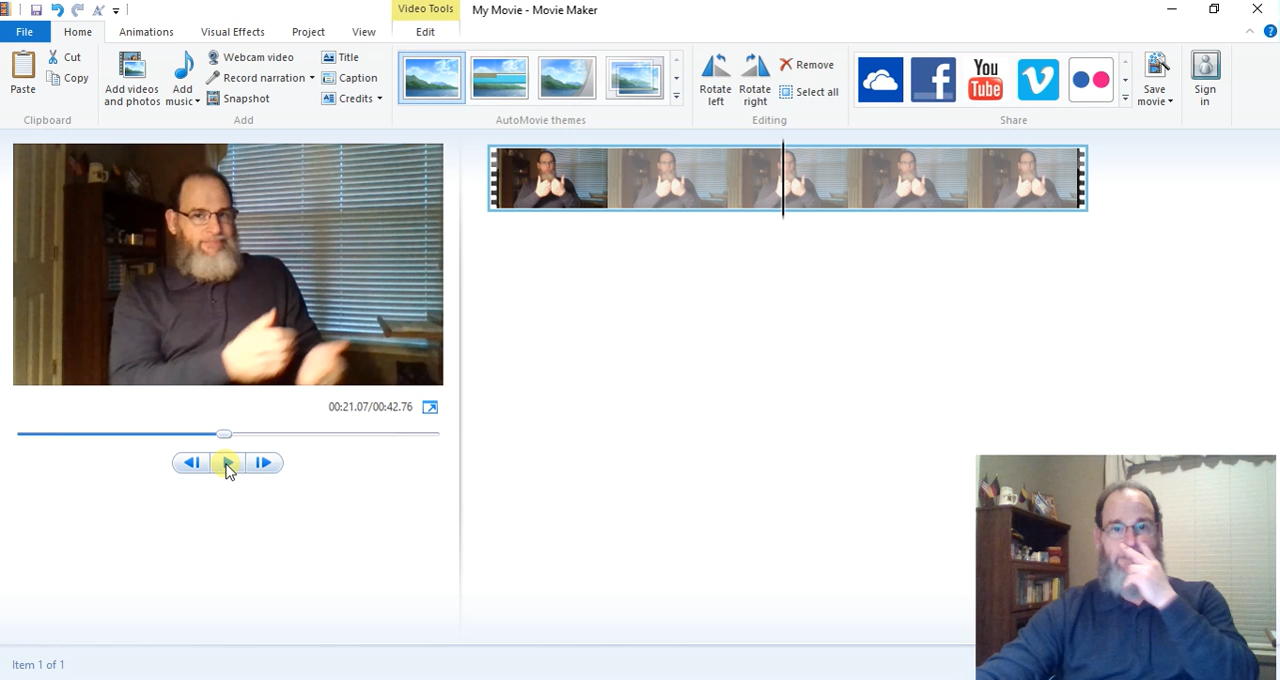 Video Tools
My Movie - Movie Maker
File
Home
Animations
Visual Effects
Project
View
Edit
Paste
Cut
Copy
Clipboard
Add videos
and photos
Add
music
Webcam video
Record narration
Snapshot
Title
Caption
Credits
Add
AutoMovie themes
Rotate
left
Rotate
right
Remove
Select all
Editing
You
Tube
Share
Save
movie
Sign
in
00:21.07/00:42.76
Item 1 of 1